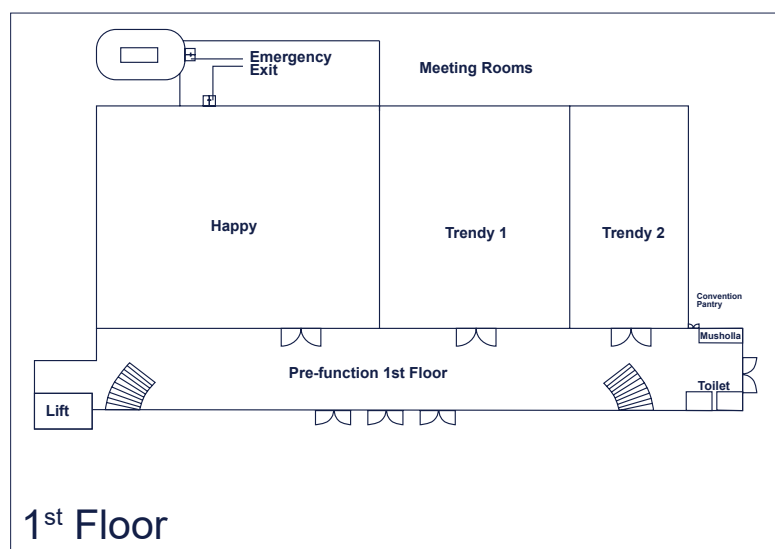 Emergency
Exit
Meeting Rooms
Happy
Trendy 1
Trendy 2
Convention
Pantry
Musholla
Pre-function 1st Floor
Toilet
Lift
1st Floor